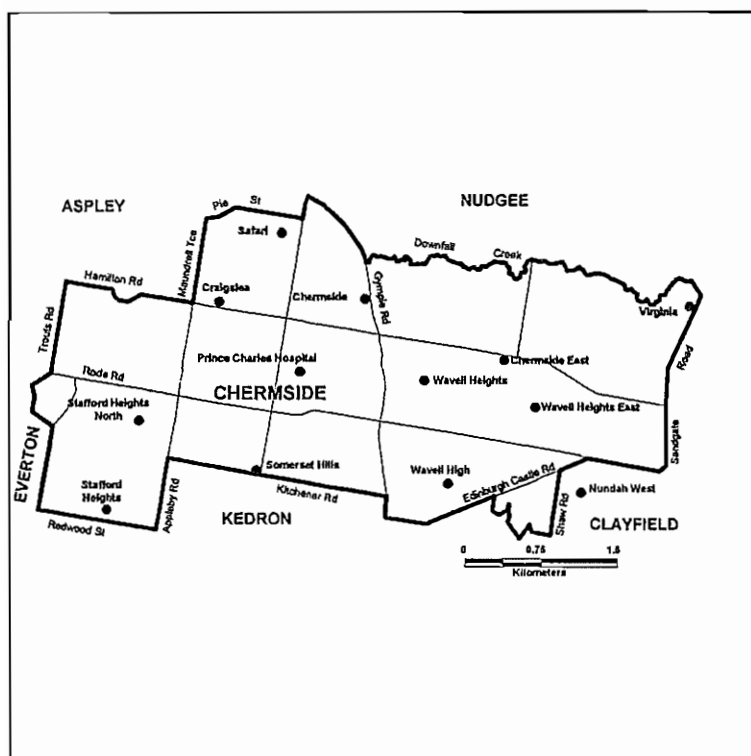 ASPLEY
NUDGEE
Pie St
Safari
Maundrell Tce
Downfall Creek
Hamilton Rd
Craigslea
Chermside
Gympie Rd
Virginia
Trouts Rd
Road
Prince Charles Hospital
Chermside East
Rode Rd
CHERMSIDE
Wavell Heights
Stafford Heights
North
Wavell Heights East
Sandgate
EVERTON
Somerset Hills
Wavell High
Edinburgh Castle Rd
Stafford
Heights
Appleby Rd
Kitchener Rd
Nundah West
Redwood St
KEDRON
Shaw Rd
CLAYFIELD
0 0.75 1.5
Kilometers